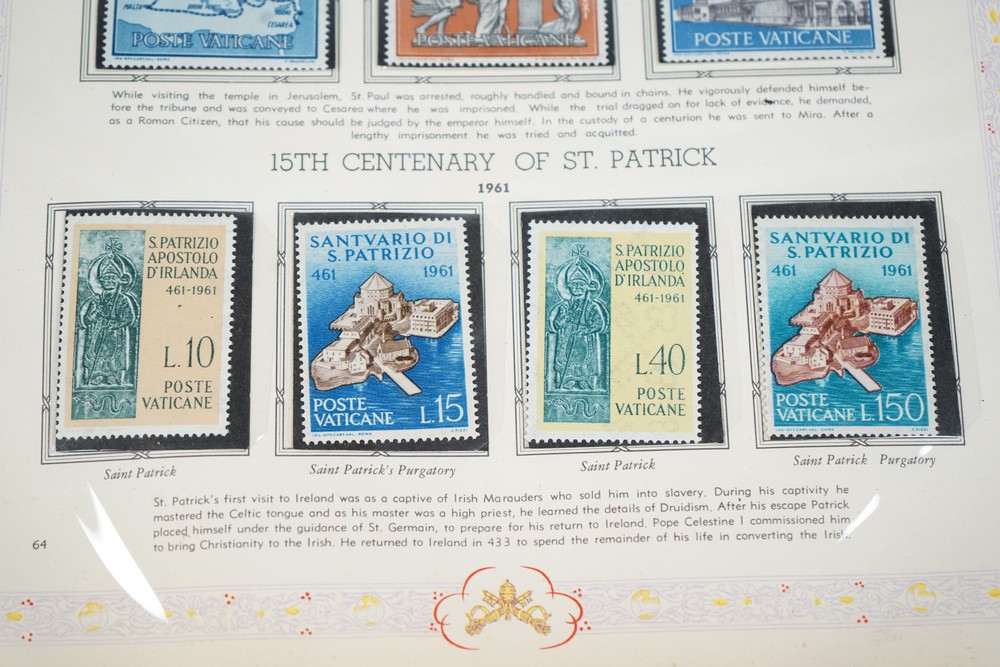 MALTA
CESAREA
POSTE VATICANE
POSTE VATICANE
POSTE VATICANE
While visiting the temple in Jerusalem, St. Paul was arrested, roughly handled and bound in chains. He vigorously defended himself be-
fore the tribune and was conveyed to Cesarea where he was imprisoned. While the trial dragged on for lack of evidence, he demanded,
as a Roman Citizen, that his cause should be judged by the emperor himself. In the custody of a centurion he was sent to Mira. After a
lengthy imprisonment he was tried and acquitted.
15TH CENTENARY OF ST. PATRICK
1961
S. PATRIZIO
APOSTOLO
D'IRLANDA
461-1961
L.10
POSTE
VATICANE
SANTVARIO DI
S. PATRIZIO
461 1961
POSTE
VATICANE L.15
S. PATRIZIO
APOSTOLO
D'IRLANDA
461-1961
L.40
POSTE
VATICANE
SANTVARIO DI
S. PATRIZIO
461 1961
POSTE
VATICANE L.150
Saint Patrick
Saint Patrick's Purgatory
Saint Patrick
Saint Patrick Purgatory
St. Patrick's first visit to Ireland was as a captive of Irish Marauders who sold him into slavery. During his captivity he
mastered the Celtic tongue and as his master was a high priest, he learned the details of Druidism. After his escape Patrick
placed himself under the guidance of St. Germain, to prepare for his return to Ireland. Pope Celestine I commissioned him
to bring Christianity to the Irish. He returned to Ireland in 433 to spend the remainder of his life in converting the Irish.
64